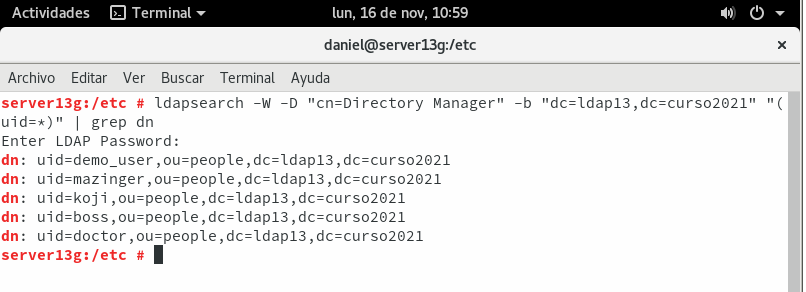 Actividades Terminal lun, 16 de nov, 10:59
daniel@server13g:/etc ×
Archivo Editar Ver Buscar Terminal Ayuda
server13g:/etc # ldapsearch -W -D "cn=Directory Manager" -b "dc=ldap13,dc=curso2021" "(
uid=*)" | grep dn
Enter LDAP Password:
dn: uid=demo_user,ou=people,dc=ldap13,dc=curso2021
dn: uid=mazinger,ou=people,dc=ldap13,dc=curso2021
dn: uid=koji,ou=people,dc=ldap13,dc=curso2021
dn: uid=boss,ou=people,dc=ldap13,dc=curso2021
dn: uid=doctor,ou=people,dc=ldap13,dc=curso2021
server13g:/etc #